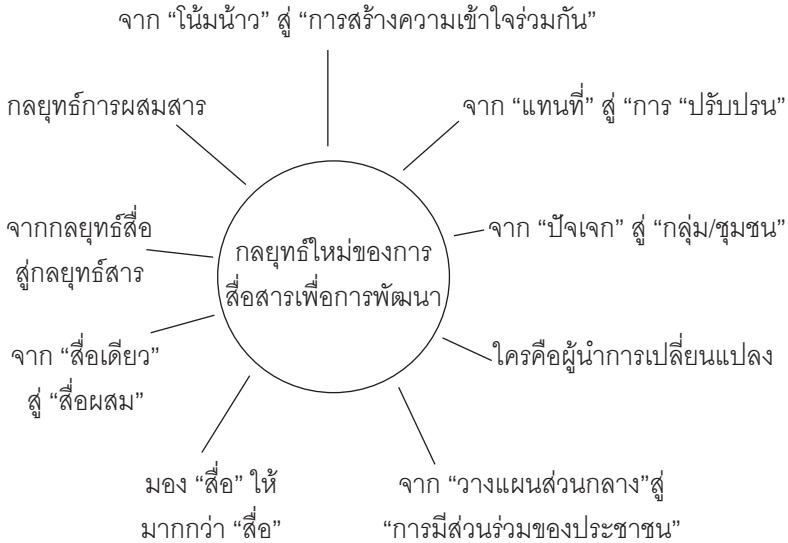 จาก “โน้มน้าว” สู่ “การสร้างความเข้าใจร่วมกัน”
กลยุทธ์การผสมสาร
จาก “แทนที่” สู่ “การ “ปรับปรน”
จากกลยุทธ์สื่อ
สู่กลยุทธ์สาร
จาก “ปัจเจก” สู่ “กลุ่ม/ชุมชน”
กลยุทธ์ใหม่ของการ
สื่อสารเพื่อการพัฒนา
จาก “สื่อเดียว”
สู่ “สื่อผสม”
ใครคือผู้นำการเปลี่ยนแปลง
มอง “สื่อ” ให้
มากกว่า “สื่อ”
จาก “วางแผนส่วนกลาง”สู่
“การมีส่วนร่วมของประชาชน”